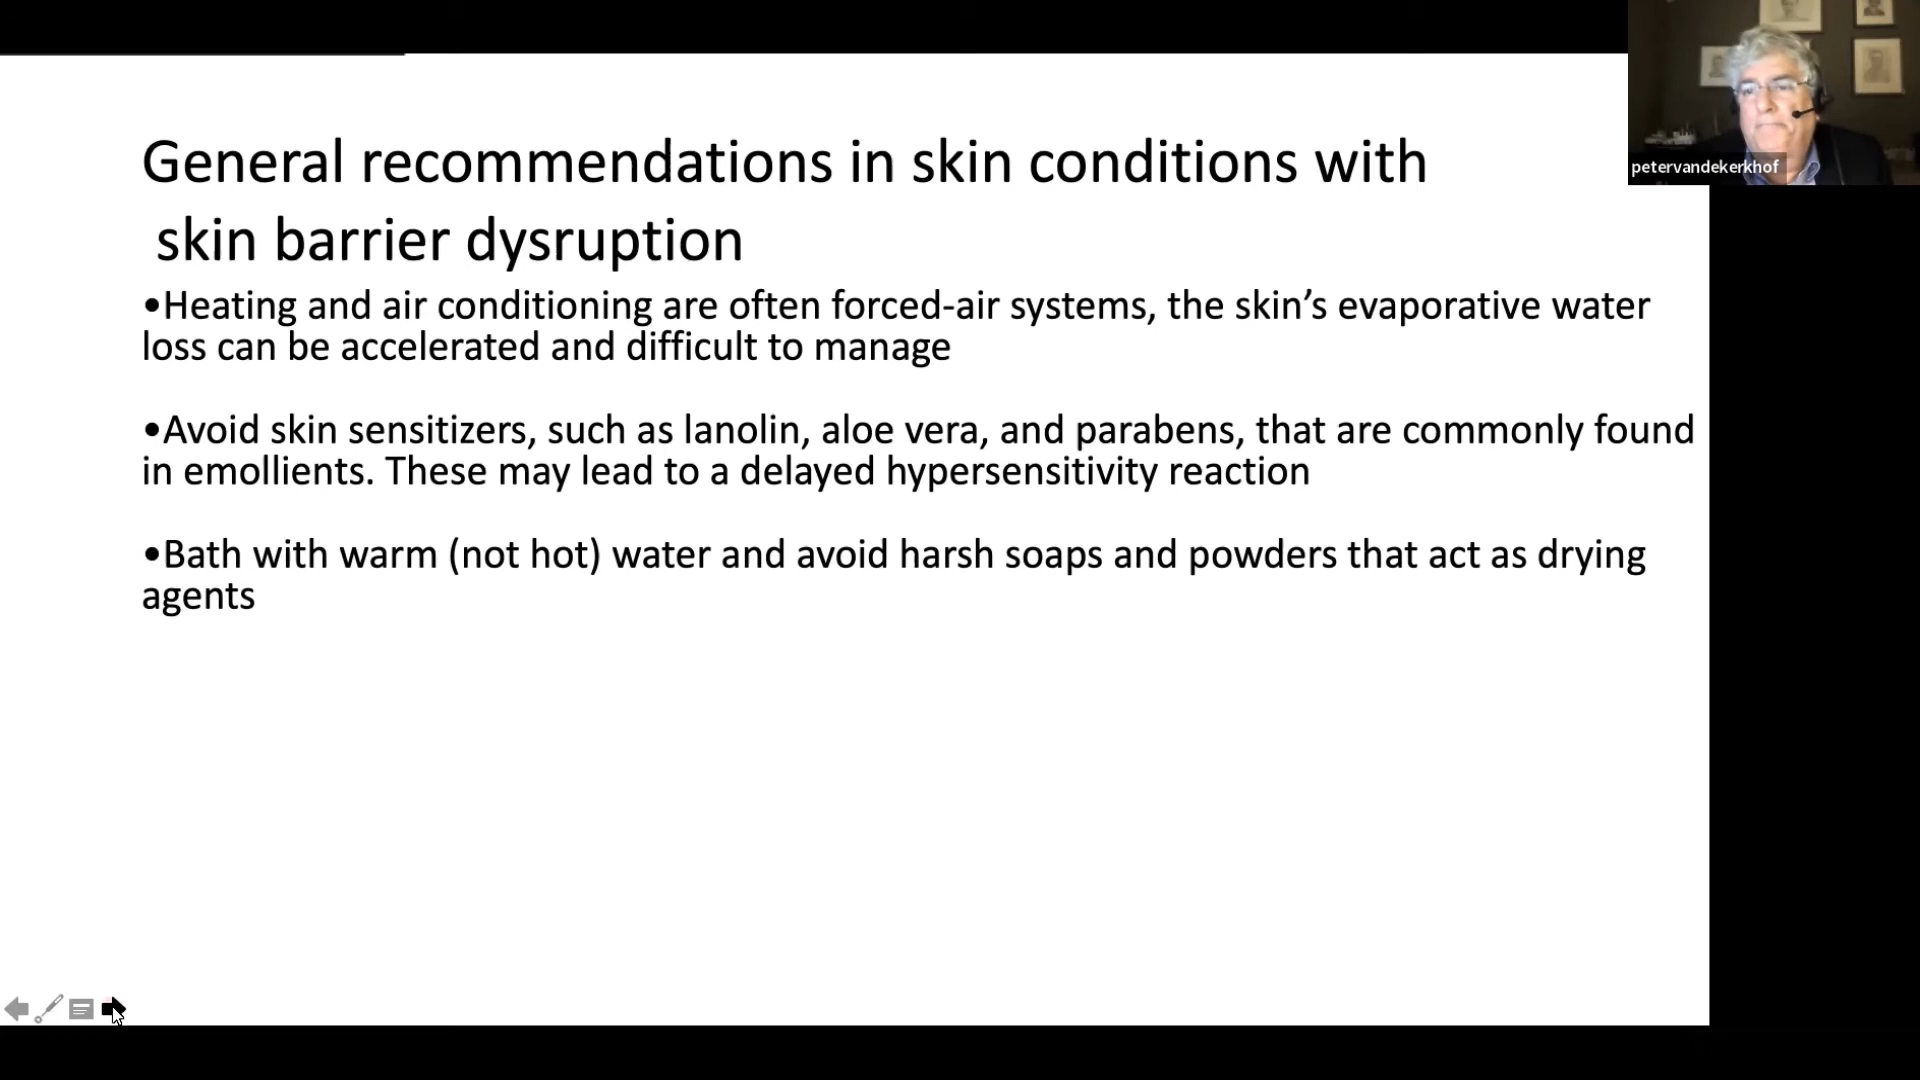 General recommendations in skin conditions with
skin barrier dysruption
•Heating and air conditioning are often forced-air systems, the skin’s evaporative water
loss can be accelerated and difficult to manage
•Avoid skin sensitizers, such as lanolin, aloe vera, and parabens, that are commonly found
in emollients. These may lead to a delayed hypersensitivity reaction
•Bath with warm (not hot) water and avoid harsh soaps and powders that act as drying
agents
petervandekerkhof